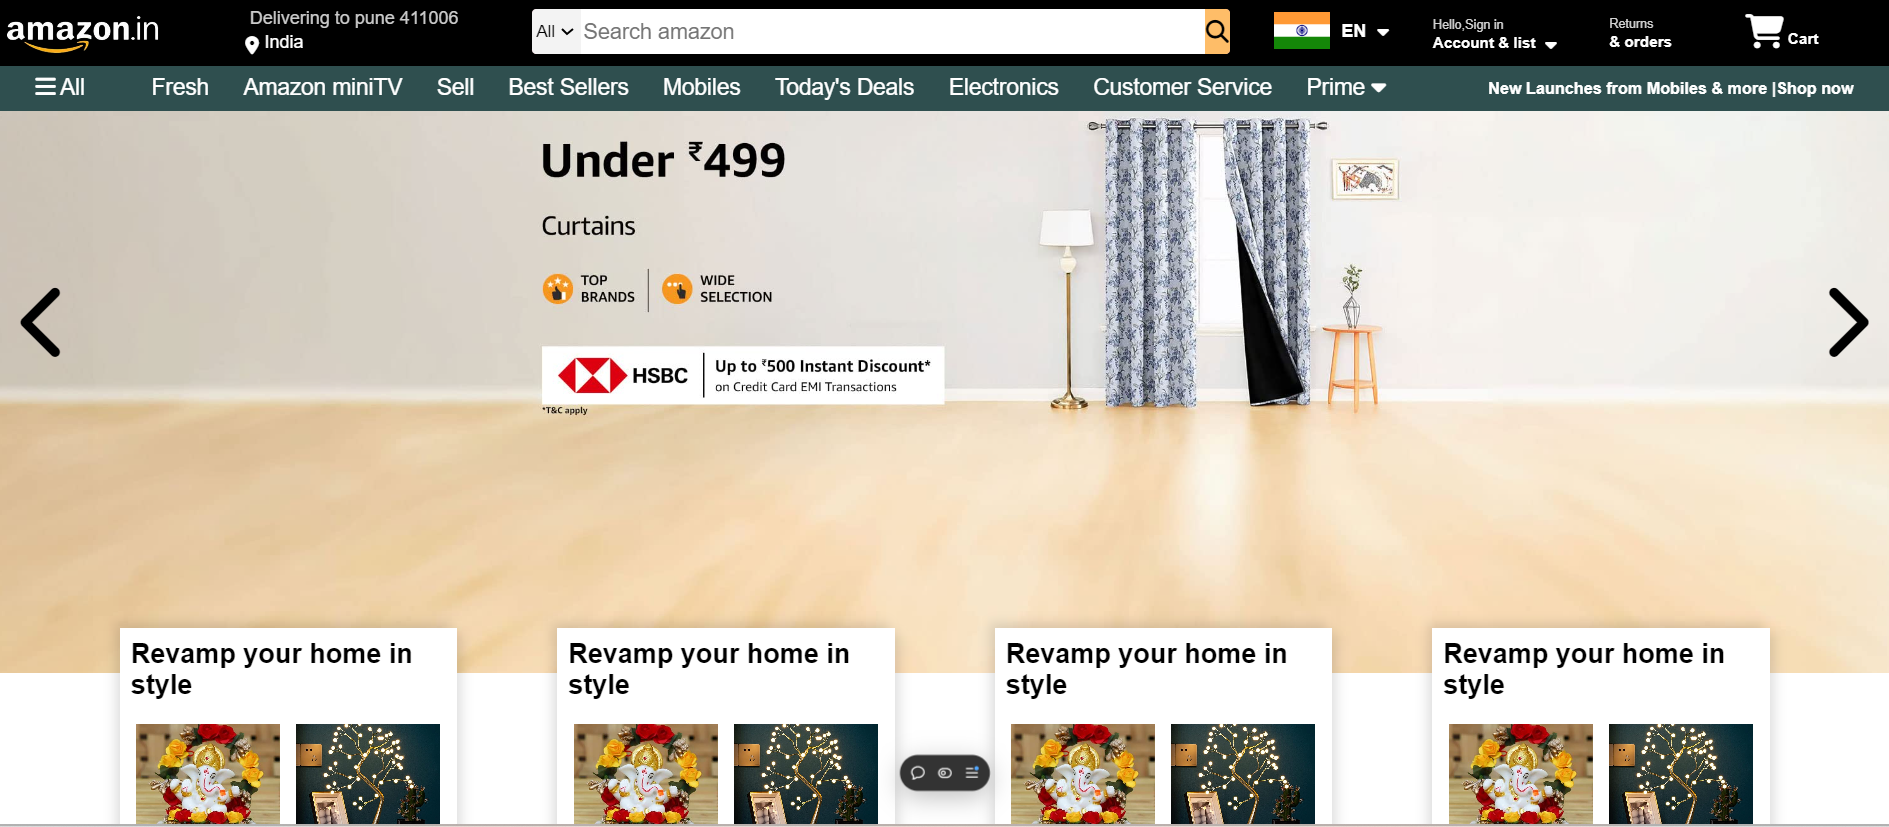 amazon.in
Delivering to pune 411006
India
All
Search amazon
EN
Hello,Sign in
Account & list
Returns
& orders
Cart
All
Fresh
Amazon miniTV
Sell
Best Sellers
Mobiles
Today's Deals
Electronics
Customer Service
Prime
New Launches from Mobiles & more |Shop now
Under ₹499
Curtains
TOP
BRANDS
WIDE
SELECTION
HSBC
Up to ₹500 Instant Discount*
on Credit Card EMI Transactions
*T&C apply
Revamp your home in
style
Revamp your home in
style
Revamp your home in
style
Revamp your home in
style